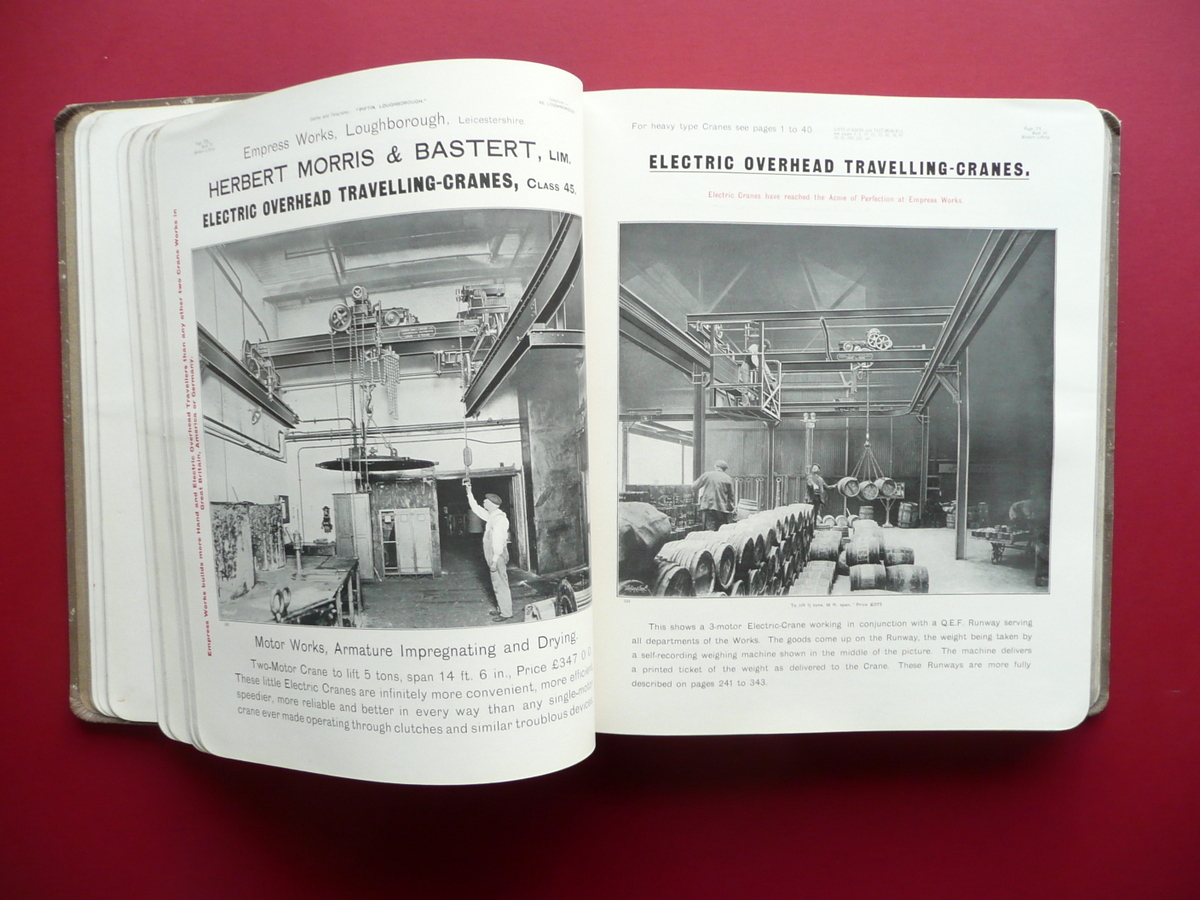 "LIFTIN, LOUGHBOROUGH."
Empress Works, Loughborough, Leicestershire.
HERBERT MORRIS & BASTERT, LIM.
ELECTRIC OVERHEAD TRAVELLING-CRANES, CLASS 45.
Empress Works builds more Hand and Electric Overhead Travellers than any other two Crane Works in
Great Britain, America or Germany.
Motor Works, Armature Impregnating and Drying.
Two-Motor Crane to lift 5 tons, span 14 ft. 6 in., Price £347 0 0
These little Electric Cranes are infinitely more convenient, more efficient
speedier, more reliable and better in every way than any single-motor
crane ever made operating through clutches and similar troublous devices
For heavy type Cranes see pages 1 to 40.
ELECTRIC OVERHEAD TRAVELLING-CRANES.
Electric Cranes have reached the Acme of Perfection at Empress Works.
This shows a 3-motor Electric-Crane working in conjunction with a Q.E.F. Runway serving
all departments of the Works. The goods come up on the Runway, the weight being taken by
a self-recording weighing machine shown in the middle of the picture. The machine delivers
a printed ticket of the weight as delivered to the Crane. These Runways are more fully
described on pages 241 to 343.